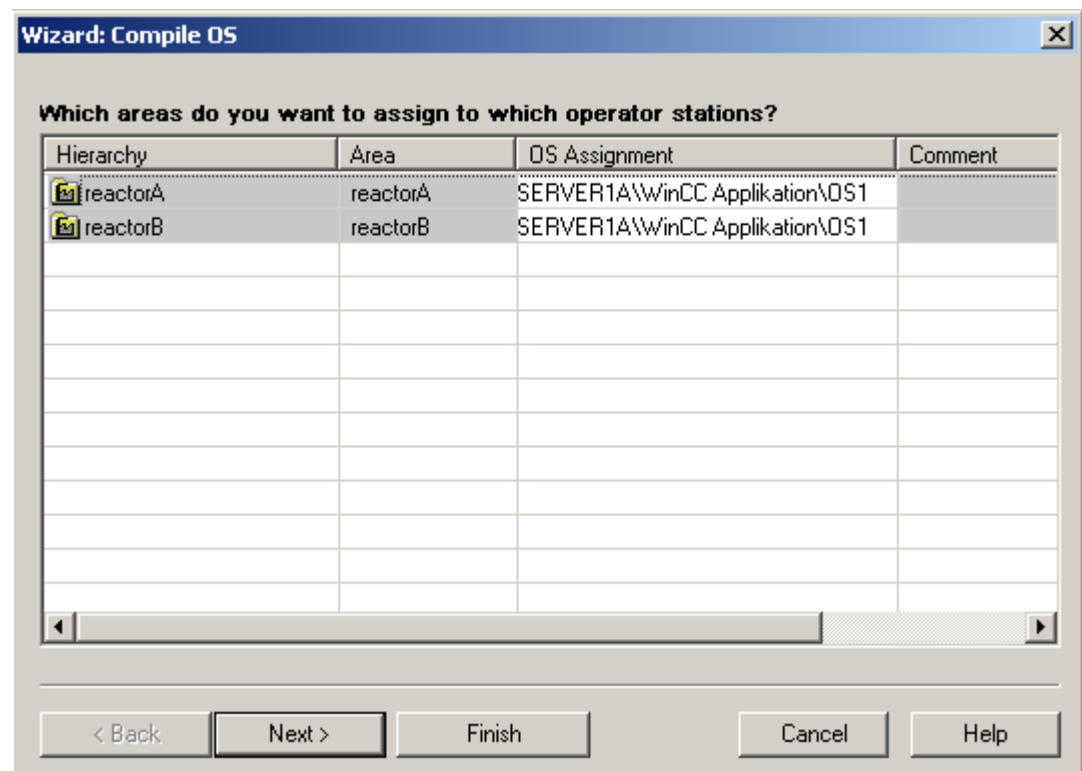 Wizard: Compile OS
Which areas do you want to assign to which operator stations?
Hierarchy Area OS Assignment Comment
reactorA reactorA SERVER1A\WinCC Applikation\OS1
reactorB reactorB SERVER1A\WinCC Applikation\OS1
< Back Next > Finish Cancel Help